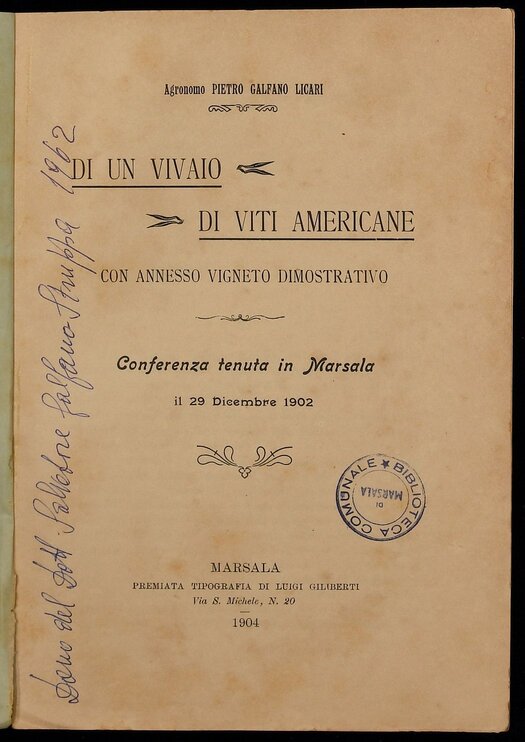 Agronomo PIETRO GALFANO LICARI
DI UN VIVAIO
DI VITI AMERICANE
CON ANNESSO VIGNETO DIMOSTRATIVO
Conferenza tenuta in Marsala
il 29 Dicembre 1902
BIBLIOTECA COMUNALE
DI
MARSALA
MARSALA
PREMIATA TIPOGRAFIA DI LUIGI GILIBERTI
Via S. Michele, N. 20
1904
Dono del Dott Salvatore Galfano Struppa 1962